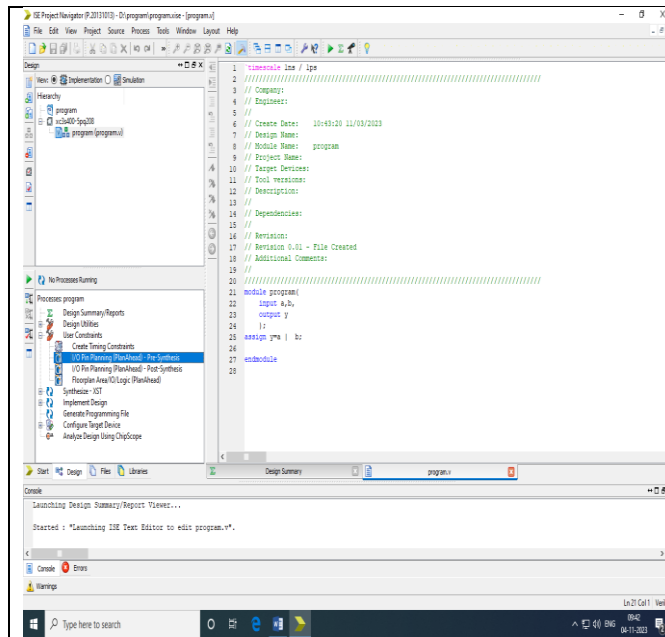 ISE Project Navigator (P.20131013) - D:\program\program.xise - [program.v]
File Edit View Project Source Process Tools Window Layout Help
Design
View: Implementation Simulation
Hierarchy
program
xc3s400-5pq208
program (program.v)
No Processes Running
Processes: program
Design Summary/Reports
Design Utilities
User Constraints
Create Timing Constraints
I/O Pin Planning (PlanAhead) - Pre-Synthesis
I/O Pin Planning (PlanAhead) - Post-Synthesis
Floorplan Area/IO/Logic (PlanAhead)
Synthesize - XST
Implement Design
Generate Programming File
Configure Target Device
Analyze Design Using ChipScope
Start Design Files Libraries
1 `timescale 1ns / 1ps
2 //////////////////////////////////////////////////////////////////////////////////
3 // Company:
4 // Engineer:
5 //
6 // Create Date: 10:43:20 11/03/2023
7 // Design Name:
8 // Module Name: program
9 // Project Name:
10 // Target Devices:
11 // Tool versions:
12 // Description:
13 //
14 // Dependencies:
15 //
16 // Revision:
17 // Revision 0.01 - File Created
18 // Additional Comments:
19 //
20 //////////////////////////////////////////////////////////////////////////////////
21 module program(
22 input a,b,
23 output y
24 );
25 assign y=a | b;
26
27 endmodule
28
Design Summary program.v
Console
Launching Design Summary/Report Viewer...
Started : "Launching ISE Text Editor to edit program.v".
Console Errors
Warnings
Ln 21 Col 1 Veril
Type here to search
ENG 09:42
04-11-2023